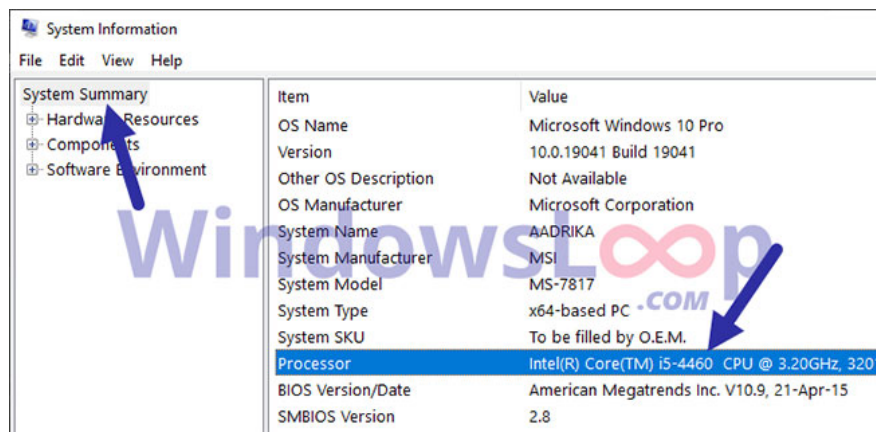 System Information
File Edit View Help
System Summary
Hardware Resources
Components
Software Environment
Item Value
OS Name Microsoft Windows 10 Pro
Version 10.0.19041 Build 19041
Other OS Description Not Available
OS Manufacturer Microsoft Corporation
System Name AADRIKA
System Manufacturer MSI
System Model MS-7817
System Type x64-based PC
System SKU To be filled by O.E.M.
Processor Intel(R) Core(TM) i5-4460 CPU @ 3.20GHz, 320
BIOS Version/Date American Megatrends Inc. V10.9, 21-Apr-15
SMBIOS Version 2.8
WindowsLoop
.COM